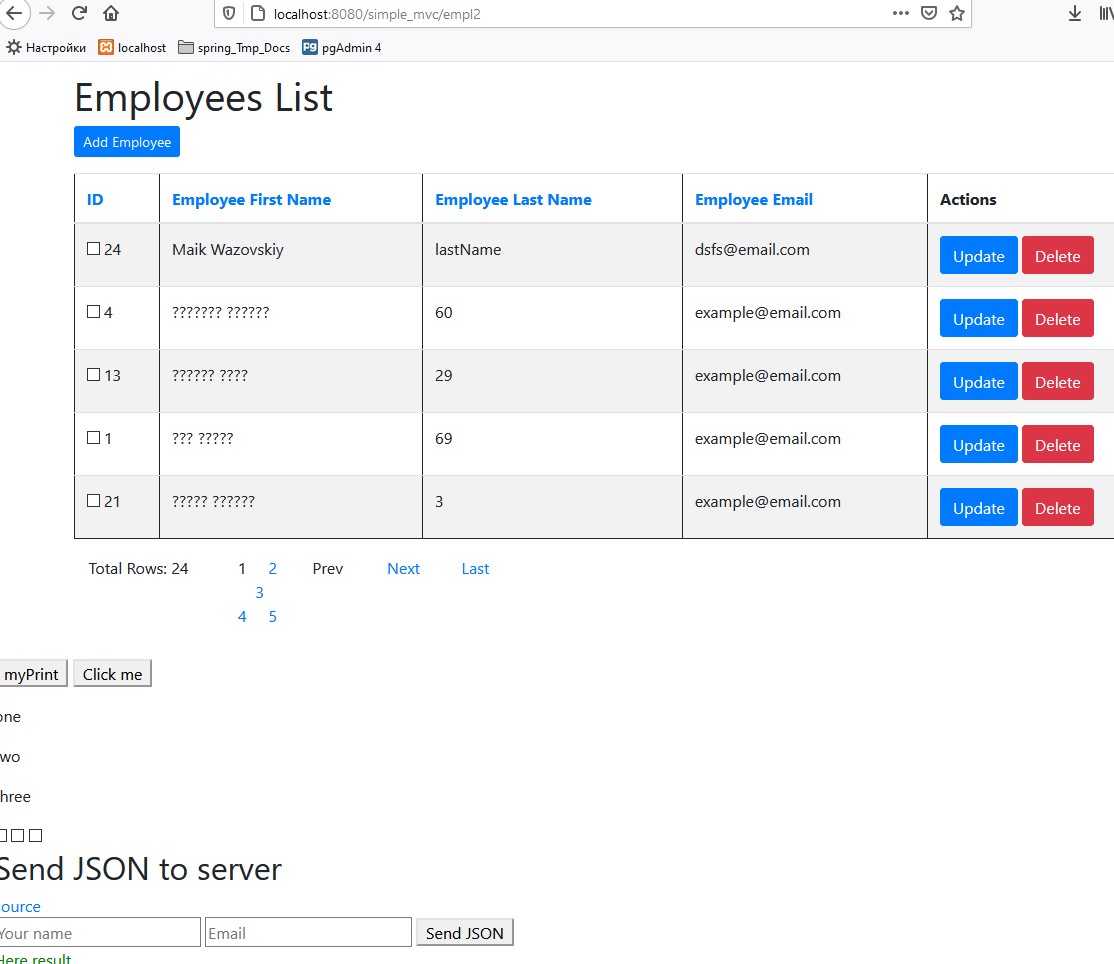 localhost:8080/simple_mvc/empl2
Настройки localhost spring_Tmp_Docs Pg pgAdmin 4
Employees List
Add Employee
ID Employee First Name Employee Last Name Employee Email Actions
24 Maik Wazovskiy lastName dsfs@email.com Update Delete
4 ??????? ?????? 60 example@email.com Update Delete
13 ?????? ???? 29 example@email.com Update Delete
1 ??? ????? 69 example@email.com Update Delete
21 ????? ?????? 3 example@email.com Update Delete
Total Rows: 24 1 2 Prev Next Last
3
4 5
myPrint Click me
one
wo
hree
Send JSON to server
ource
Your name Email Send JSON
Here result